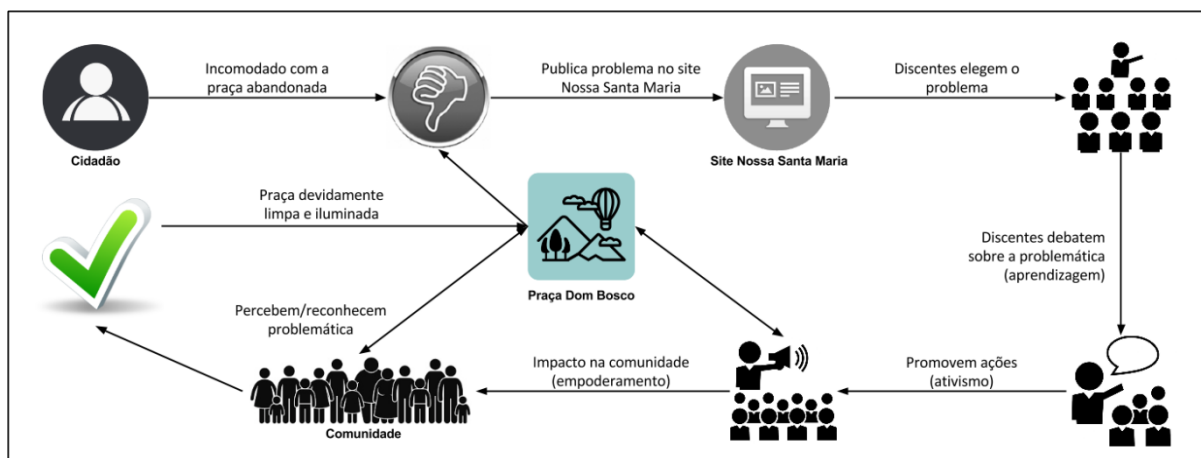 Incomodado com a
praça abandonada
Publica problema no site
Nossa Santa Maria
Discentes elegem o
problema
Cidadão
Site Nossa Santa Maria
Praça devidamente
limpa e iluminada
Discentes debatem
sobre a problemática
(aprendizagem)
Praça Dom Bosco
Percebem/reconhecem
problemática
Impacto na comunidade
(empoderamento)
Promovem ações
(ativismo)
Comunidade